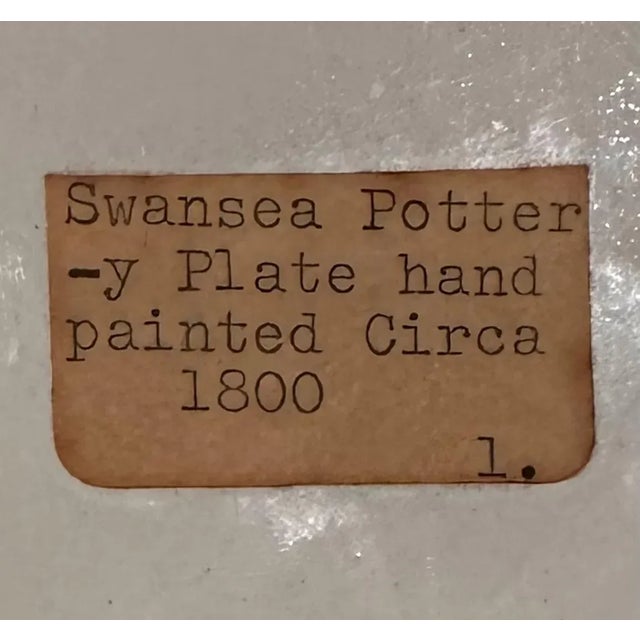 Swansea Potter
-y Plate hand
painted Circa
1800
1.